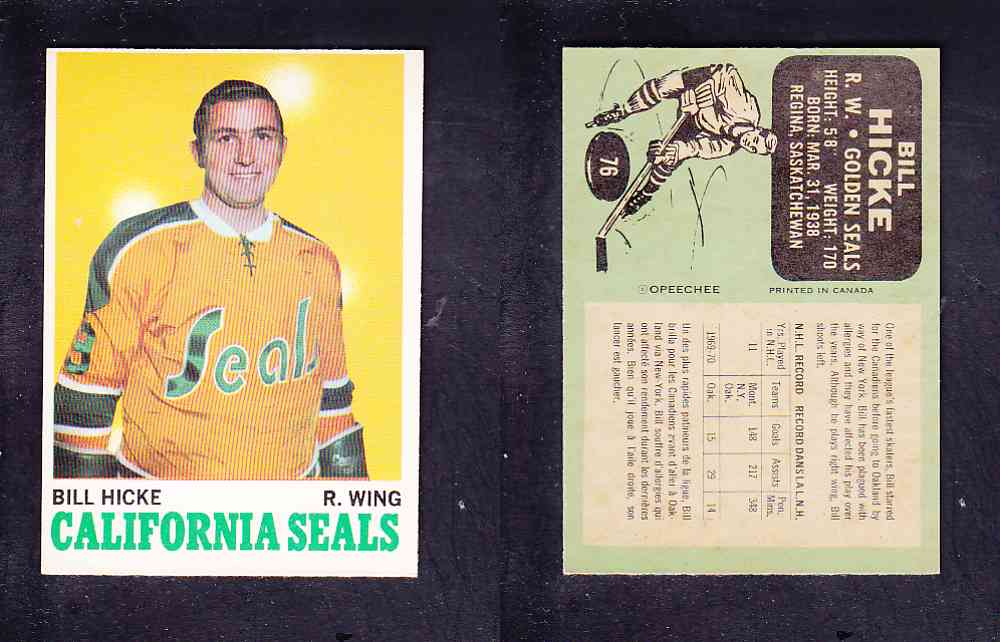 Seals
BILL HICKE R. WING
CALIFORNIA SEALS
BILL
HICKE
R. W. • GOLDEN SEALS
HEIGHT: 5'8" WEIGHT: 170
BORN: MAR. 31, 1938
REGINA, SASKATCHEWAN
76
© OPEECHEE PRINTED IN CANADA
One of the league's fastest skaters, Bill starred
for the Canadiens before going to Oakland by
way of New York. Bill has been plagued with
allergies and they have affected his play over
the years. Although he plays right wing, Bill
shoots left.
N.H.L. RECORD RECORD DANS LA L.N.H.
Yrs. Played Teams Goals Assists Pen.
in N.H.L. Mins.
11 Mont. 148 217 348
N.Y.
Oak.
1969-70 Oak. 15 29 14
Un des plus rapides patineurs de la ligue, Bill
brilla pour les Canadiens avant d'aller à Oak-
land via New-York. Bill souffre d'allergies qui
ont affecté son rendement durant les dernières
années. Bien qu'il joue à l'aile droite, son
lancer est gaucher.